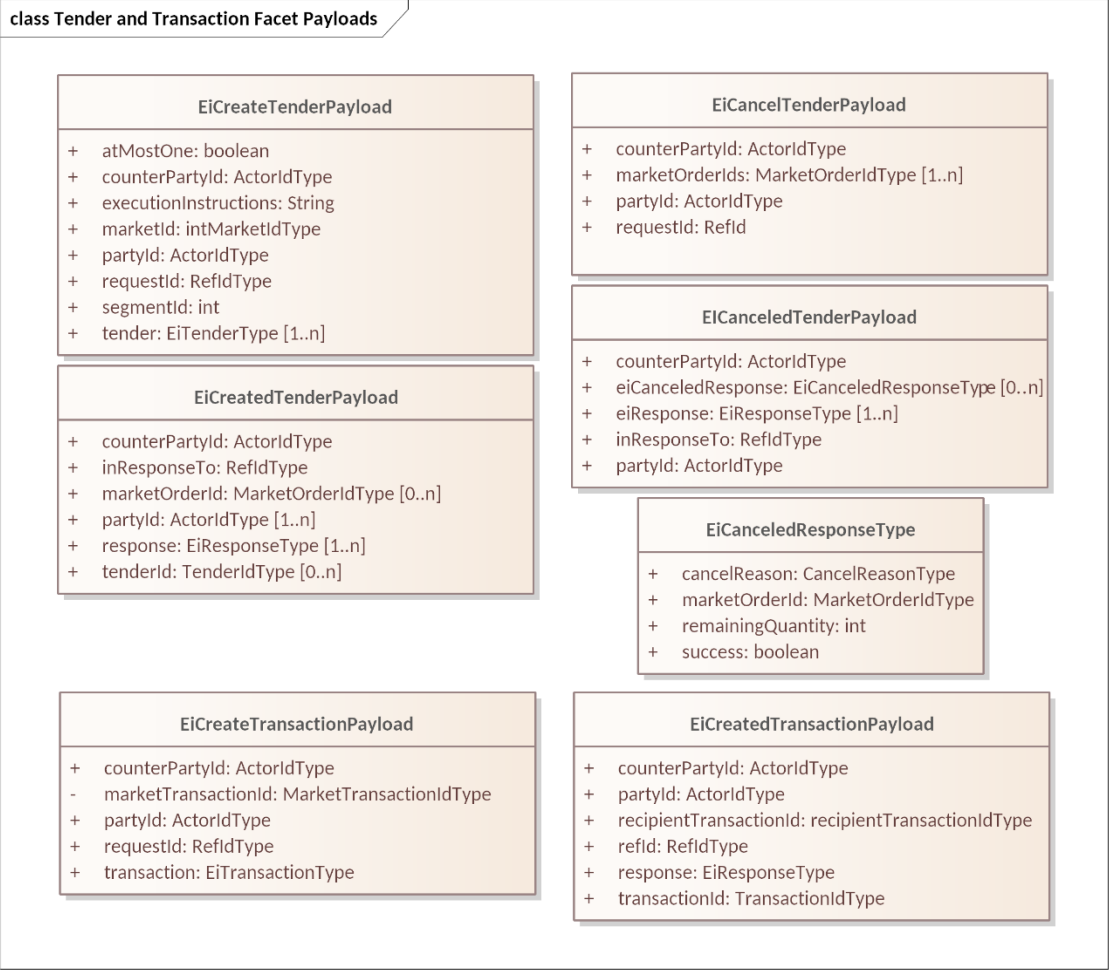 class Tender and Transaction Facet Payloads
EiCreateTenderPayload
+ atMostOne: boolean
+ counterPartyId: ActorIdType
+ executionInstructions: String
+ marketId: intMarketIdType
+ partyId: ActorIdType
+ requestId: RefIdType
+ segmentId: int
+ tender: EiTenderType [1..n]
EiCancelTenderPayload
+ counterPartyId: ActorIdType
+ marketOrderIds: MarketOrderIdType [1..n]
+ partyId: ActorIdType
+ requestId: RefId
EiCreatedTenderPayload
+ counterPartyId: ActorIdType
+ inResponseTo: RefIdType
+ marketOrderId: MarketOrderIdType [0..n]
+ partyId: ActorIdType [1..n]
+ response: EiResponseType [1..n]
+ tenderId: TenderIdType [0..n]
EICanceledTenderPayload
+ counterPartyId: ActorIdType
+ eiCanceledResponse: EiCanceledResponseType [0..n]
+ eiResponse: EiResponseType [1..n]
+ inResponseTo: RefIdType
+ partyId: ActorIdType
EiCanceledResponseType
+ cancelReason: CancelReasonType
+ marketOrderId: MarketOrderIdType
+ remainingQuantity: int
+ success: boolean
EiCreateTransactionPayload
+ counterPartyId: ActorIdType
- marketTransactionId: MarketTransactionIdType
+ partyId: ActorIdType
+ requestId: RefIdType
+ transaction: EiTransactionType
EiCreatedTransactionPayload
+ counterPartyId: ActorIdType
+ partyId: ActorIdType
+ recipientTransactionId: recipientTransactionIdType
+ refId: RefIdType
+ response: EiResponseType
+ transactionId: TransactionIdType